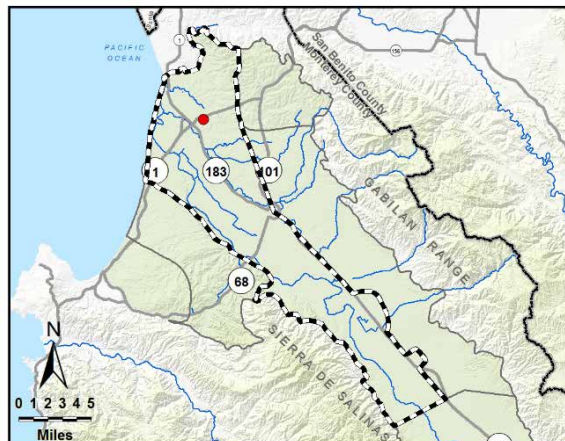 1
156
PACIFIC
OCEAN
San Benito County
Monterey County
1
183
101
GABILAN RANGE
68
SIERRA DE SALINAS
N
0 1 2 3 4 5
Miles